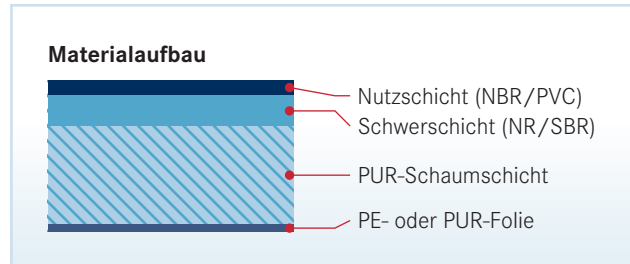 Materialaufbau
Nutzschicht (NBR/PVC)
Schwerschicht (NR/SBR)
PUR-Schaumschicht
PE- oder PUR-Folie